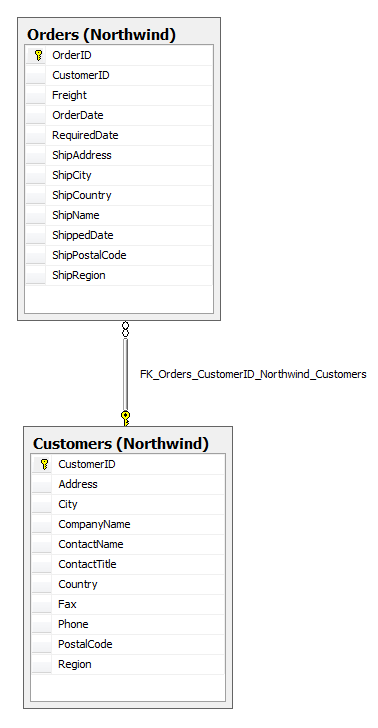 Orders (Northwind)
OrderID
CustomerID
Freight
OrderDate
RequiredDate
ShipAddress
ShipCity
ShipCountry
ShipName
ShippedDate
ShipPostalCode
ShipRegion
FK_Orders_CustomerID_Northwind_Customers
Customers (Northwind)
CustomerID
Address
City
CompanyName
ContactName
ContactTitle
Country
Fax
Phone
PostalCode
Region